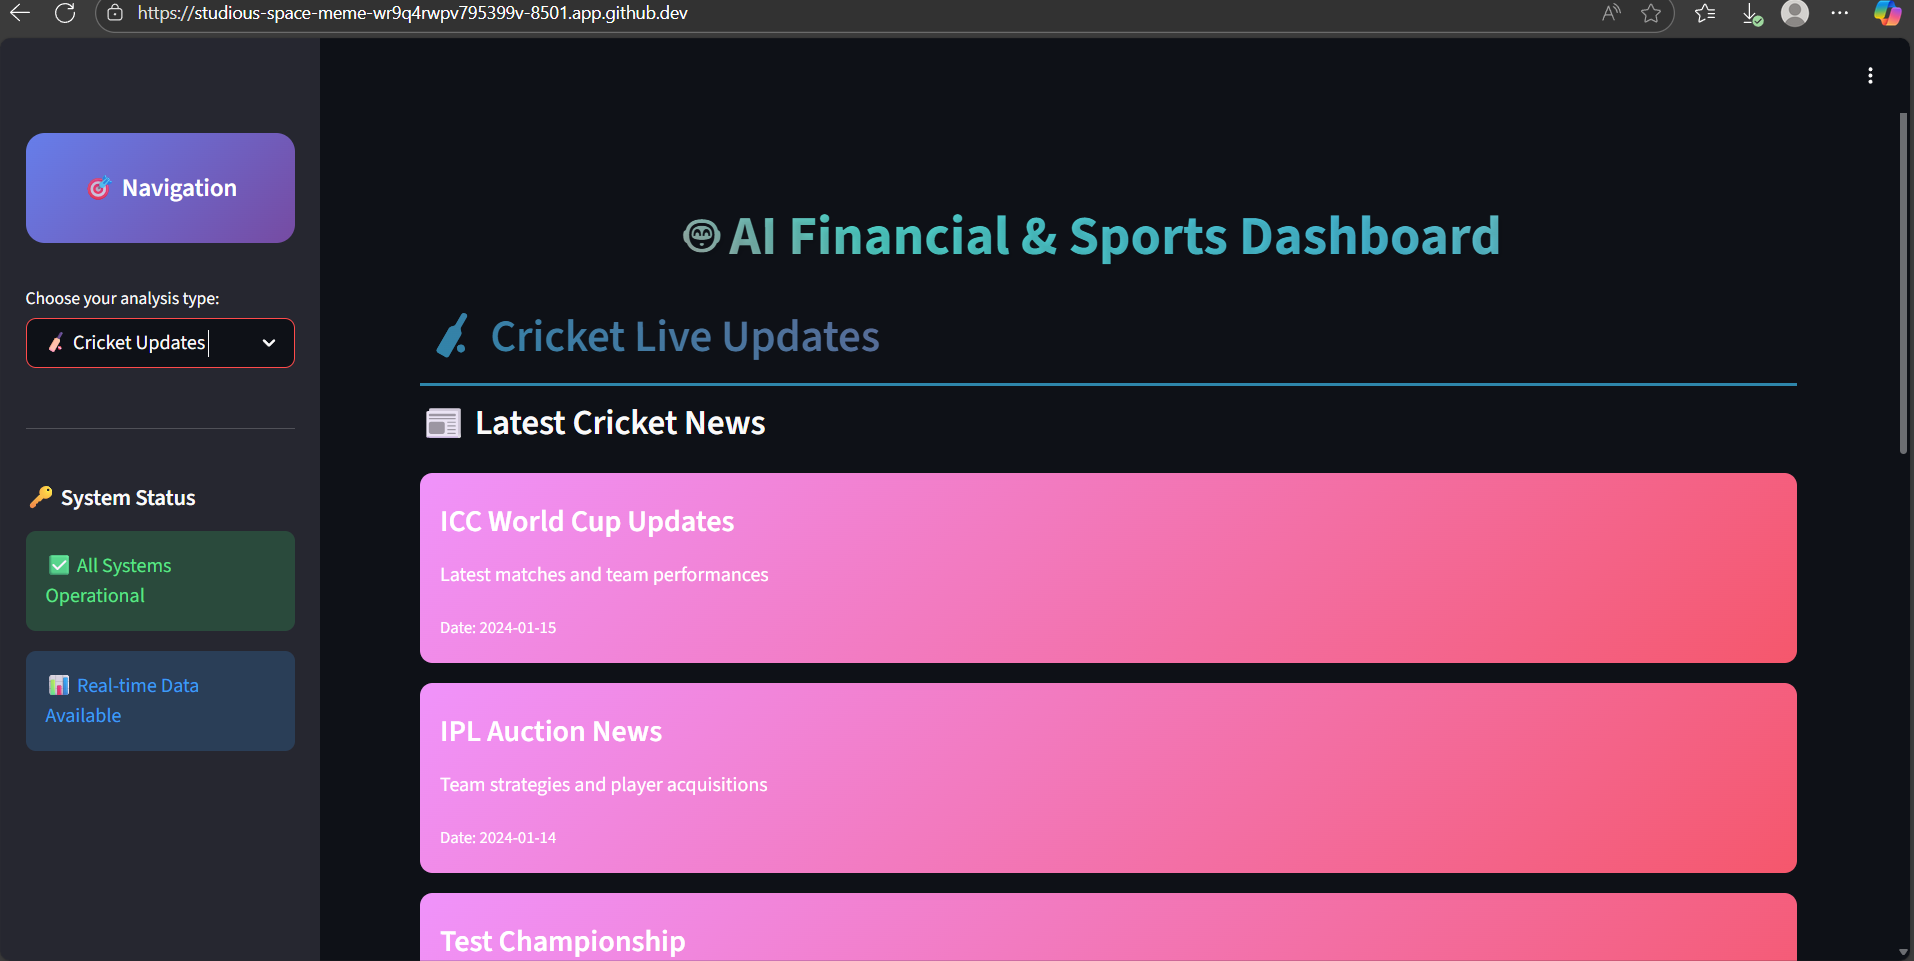 https://studious-space-meme-wr9q4rwpv795399v-8501.app.github.dev
🎯 Navigation
Choose your analysis type:
🏏 Cricket Updates
🔑 System Status
✅ All Systems
Operational
📊 Real-time Data
Available
AI Financial & Sports Dashboard
🏏 Cricket Live Updates
📰 Latest Cricket News
ICC World Cup Updates
Latest matches and team performances
Date: 2024-01-15
IPL Auction News
Team strategies and player acquisitions
Date: 2024-01-14
Test Championship